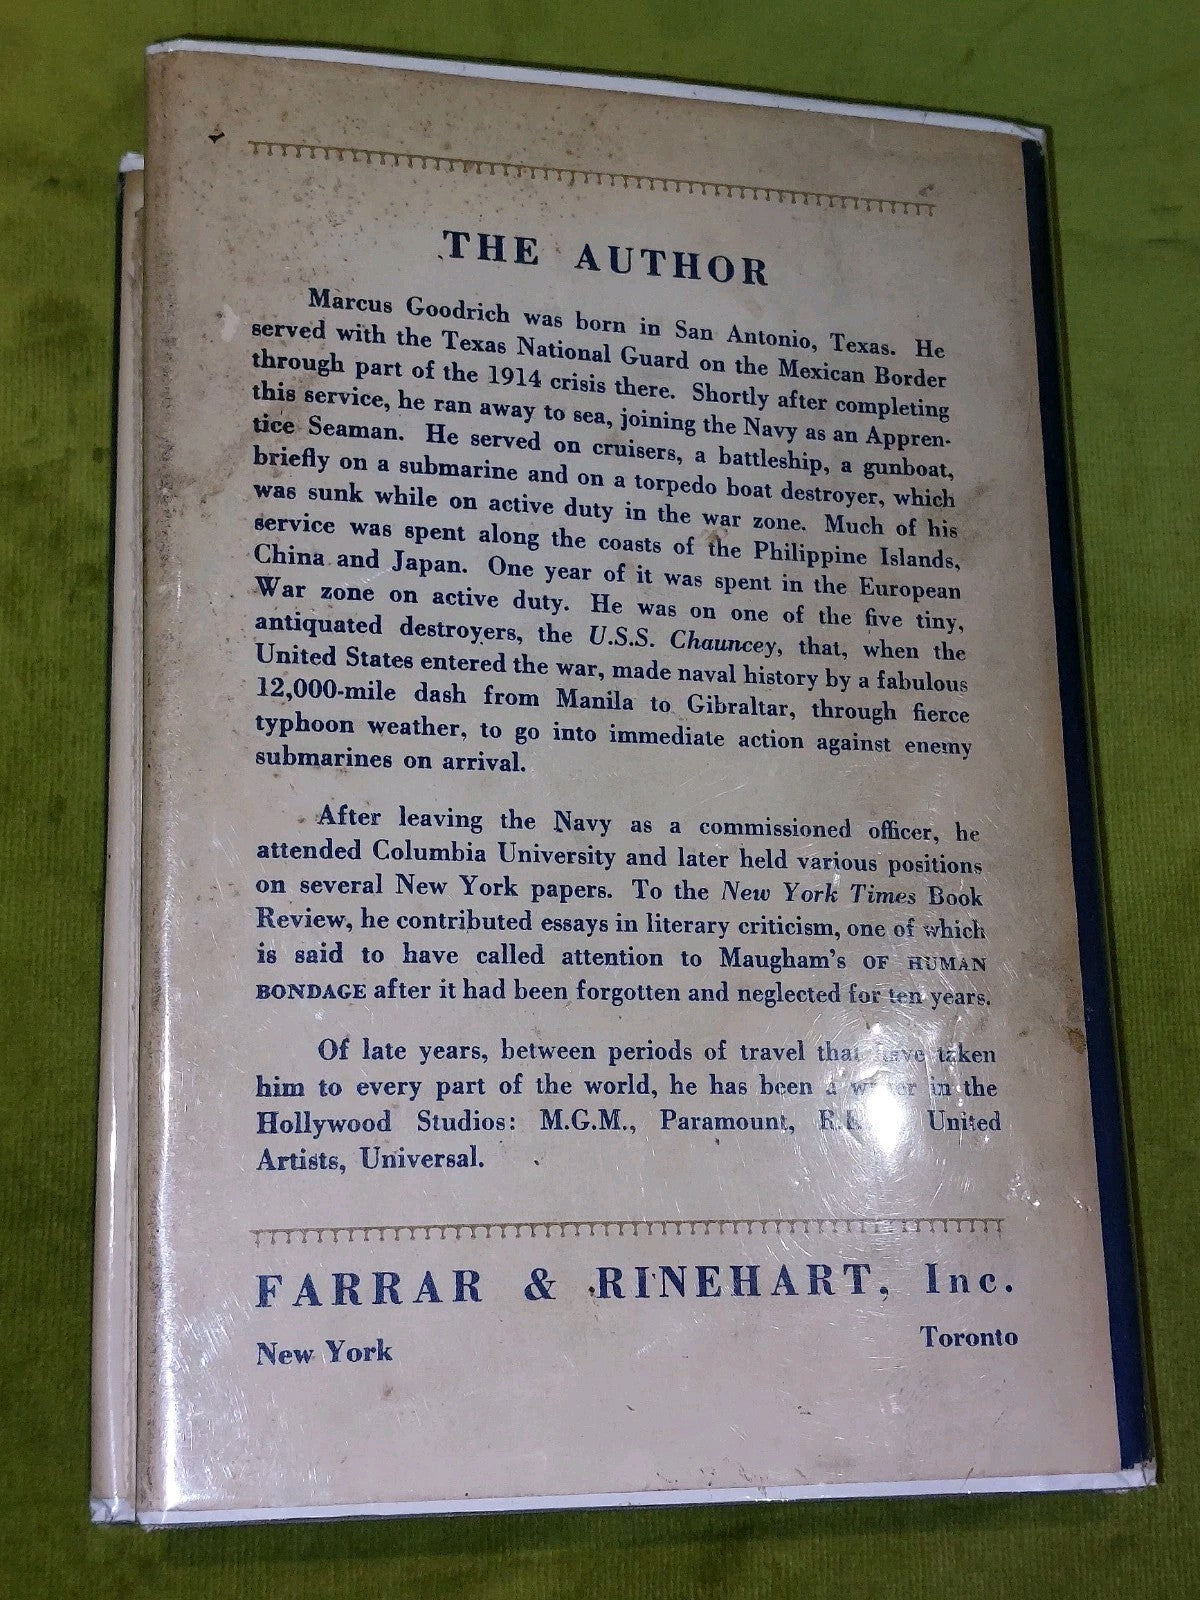 THE AUTHOR
Marcus Goodrich was born in San Antonio, Texas. He
served with the Texas National Guard on the Mexican Border
through part of the 1914 crisis there. Shortly after completing
this service, he ran away to sea, joining the Navy as an Appren-
tice Seaman. He served on cruisers, a battleship, a gunboat,
briefly on a submarine and on a torpedo boat destroyer, which
was sunk while on active duty in the war zone. Much of his
service was spent along the coasts of the Philippine Islands,
China and Japan. One year of it was spent in the European
War zone on active duty. He was on one of the five tiny,
antiquated destroyers, the U.S.S. Chauncey, that, when the
United States entered the war, made naval history by a fabulous
12,000-mile dash from Manila to Gibraltar, through fierce
typhoon weather, to go into immediate action against enemy
submarines on arrival.
After leaving the Navy as a commissioned officer, he
attended Columbia University and later held various positions
on several New York papers. To the New York Times Book
Review, he contributed essays in literary criticism, one of which
is said to have called attention to Maugham's OF HUMAN
BONDAGE after it had been forgotten and neglected for ten years.
Of late years, between periods of travel that have taken
him to every part of the world, he has been a writer in the
Hollywood Studios: M.G.M., Paramount, United
Artists, Universal.
FARRAR & RINEHART, Inc.
New York Toronto